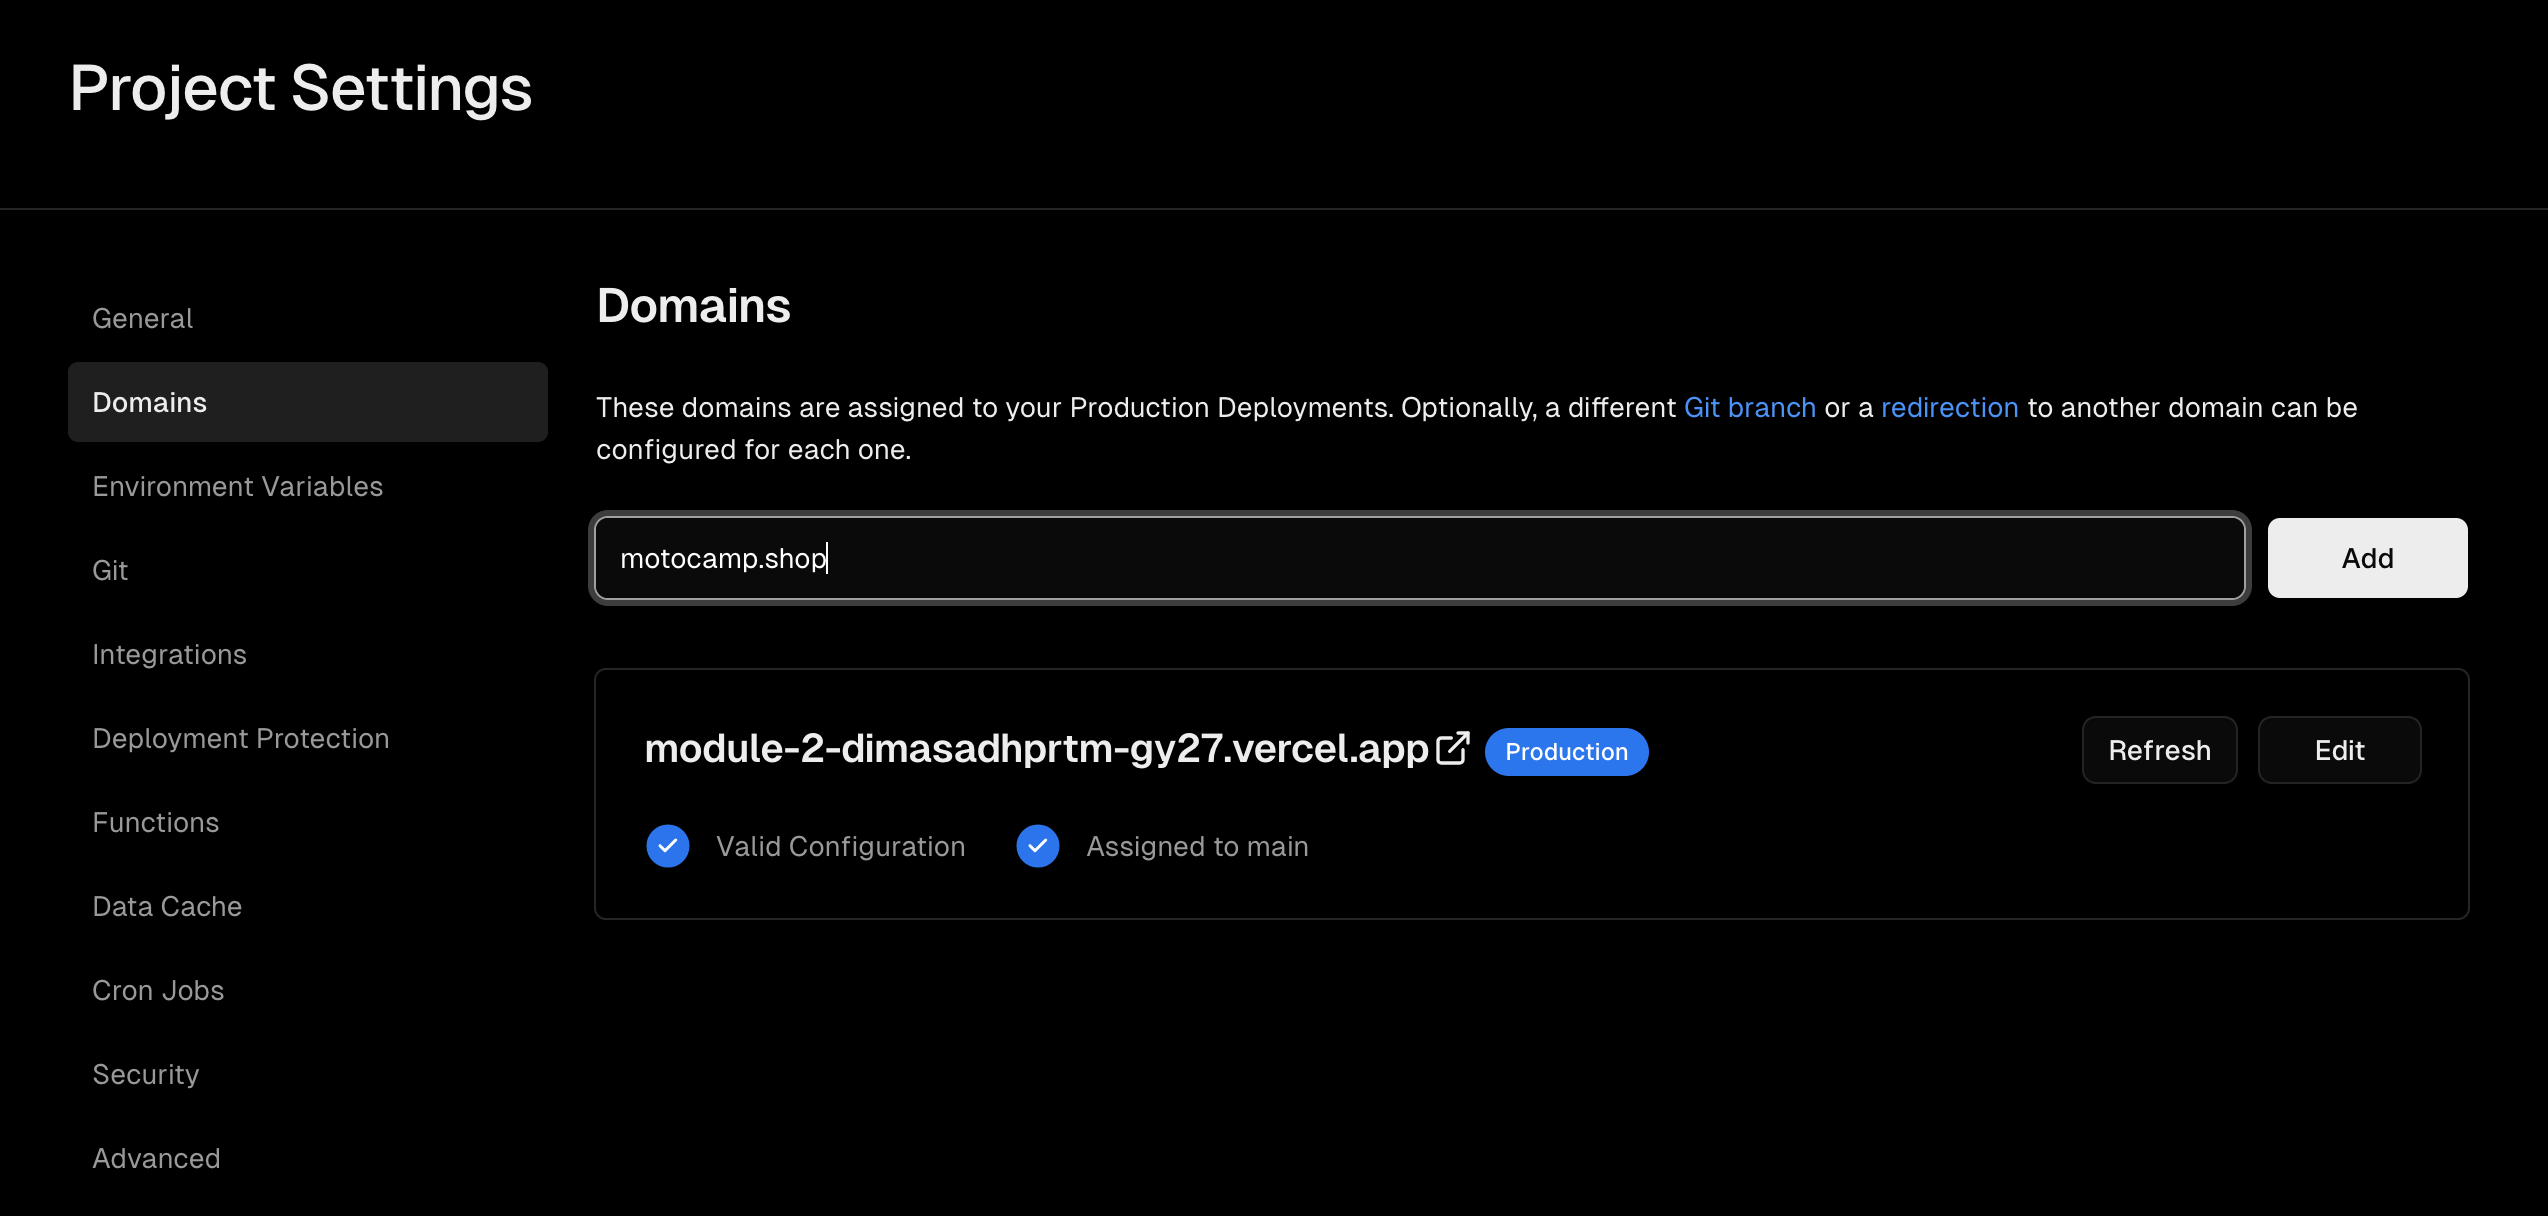 Project Settings
General
Domains
Environment Variables
Git
Integrations
Deployment Protection
Functions
Data Cache
Cron Jobs
Security
Advanced
Domains
These domains are assigned to your Production Deployments. Optionally, a different Git branch or a redirection to another domain can be
configured for each one.
motocamp.shop
Add
module-2-dimasadhprtm-gy27.vercel.app
Production
Refresh
Edit
Valid Configuration
Assigned to main